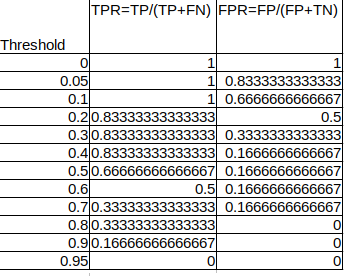 TPR=TP/(TP+FN) FPR=FP/(FP+TN)
Threshold
0 1 1
0.05 1 0.8333333333333
0.1 1 0.6666666666667
0.2 0.83333333333333 0.5
0.3 0.83333333333333 0.3333333333333
0.4 0.83333333333333 0.1666666666667
0.5 0.66666666666667 0.1666666666667
0.6 0.5 0.1666666666667
0.7 0.33333333333333 0.1666666666667
0.8 0.33333333333333 0
0.9 0.16666666666667 0
0.95 0 0